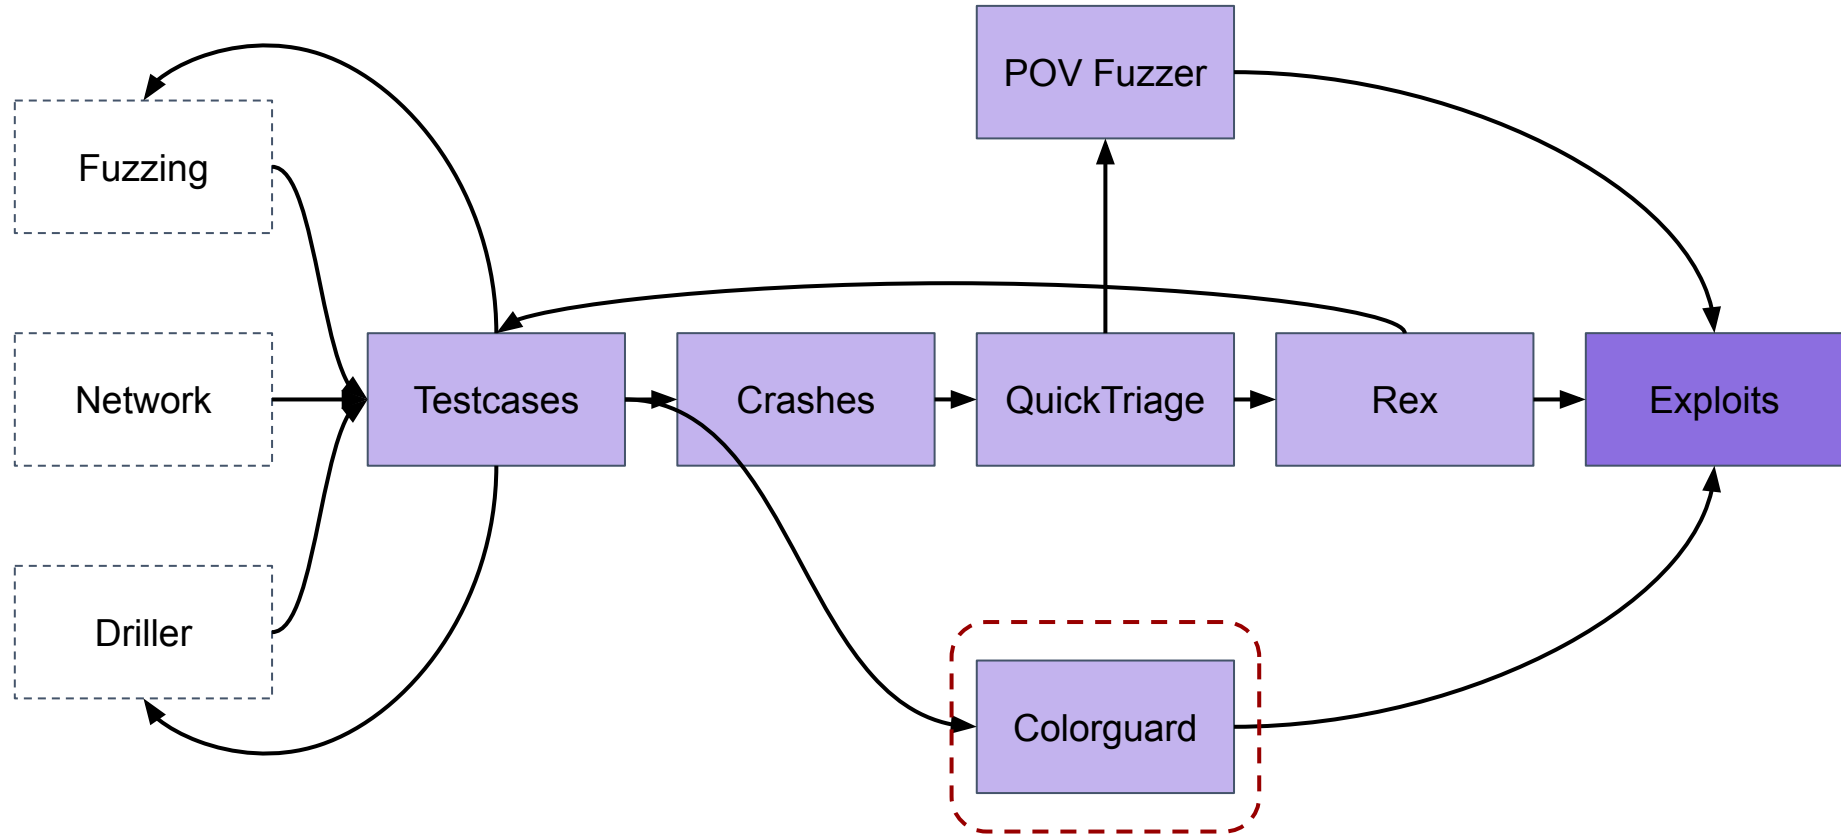 POV Fuzzer
Fuzzing
Network
Testcases
Crashes
QuickTriage
Rex
Exploits
Driller
Colorguard